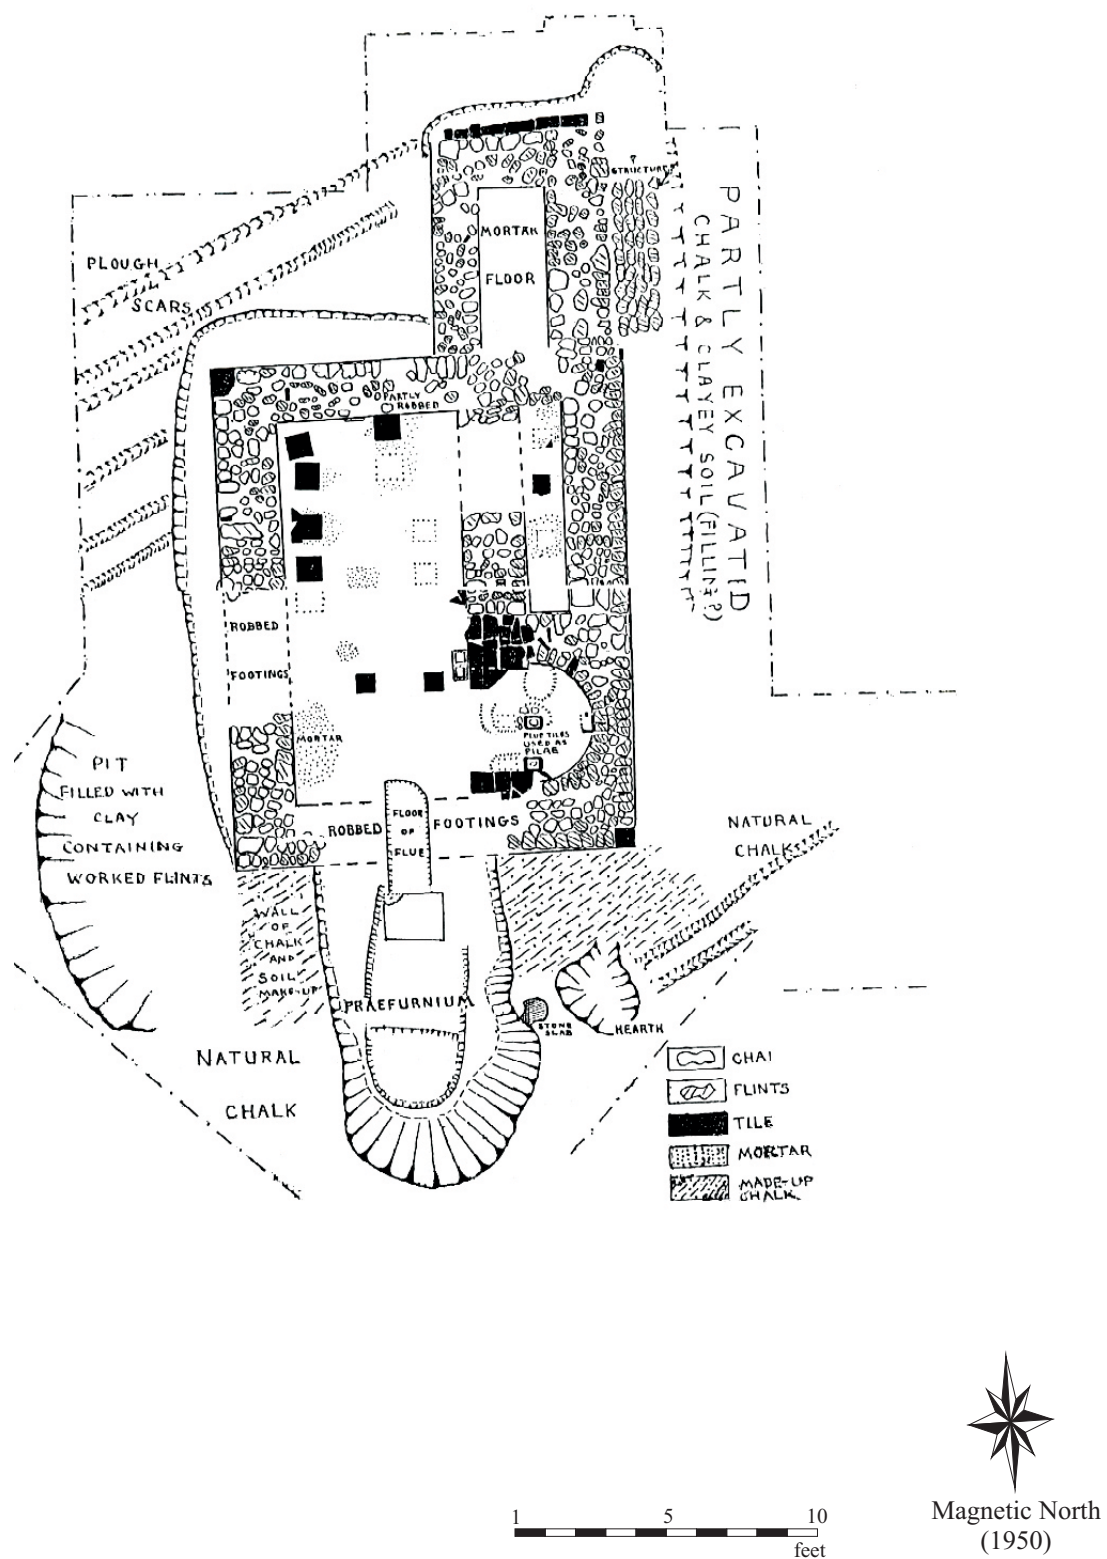 STRUCTURE
PARTLY EXCAVATED
CHALK & CLAYEY SOIL (FILLING?)
MORTAR
FLOOR
PLOUGH
SCARS
PARTLY
ROBBED
ROBBED
FOOTINGS
MORTAR
FLUE TILES
USED AS
PILAE
PIT
FILLED WITH
CLAY
CONTAINING
WORKED FLINTS
FLOOR
OF
FLUE
ROBBED FOOTINGS
NATURAL
CHALK
WALL
OF
CHALK
AND
SOIL
MAKE-UP
PRAEFURNIUM
STONE
SLAB
HEARTH
NATURAL
CHALK
CHAI
FLINTS
TILE
MORTAR
MADE-UP
CHALK
1 5 10
feet
Magnetic North
(1950)